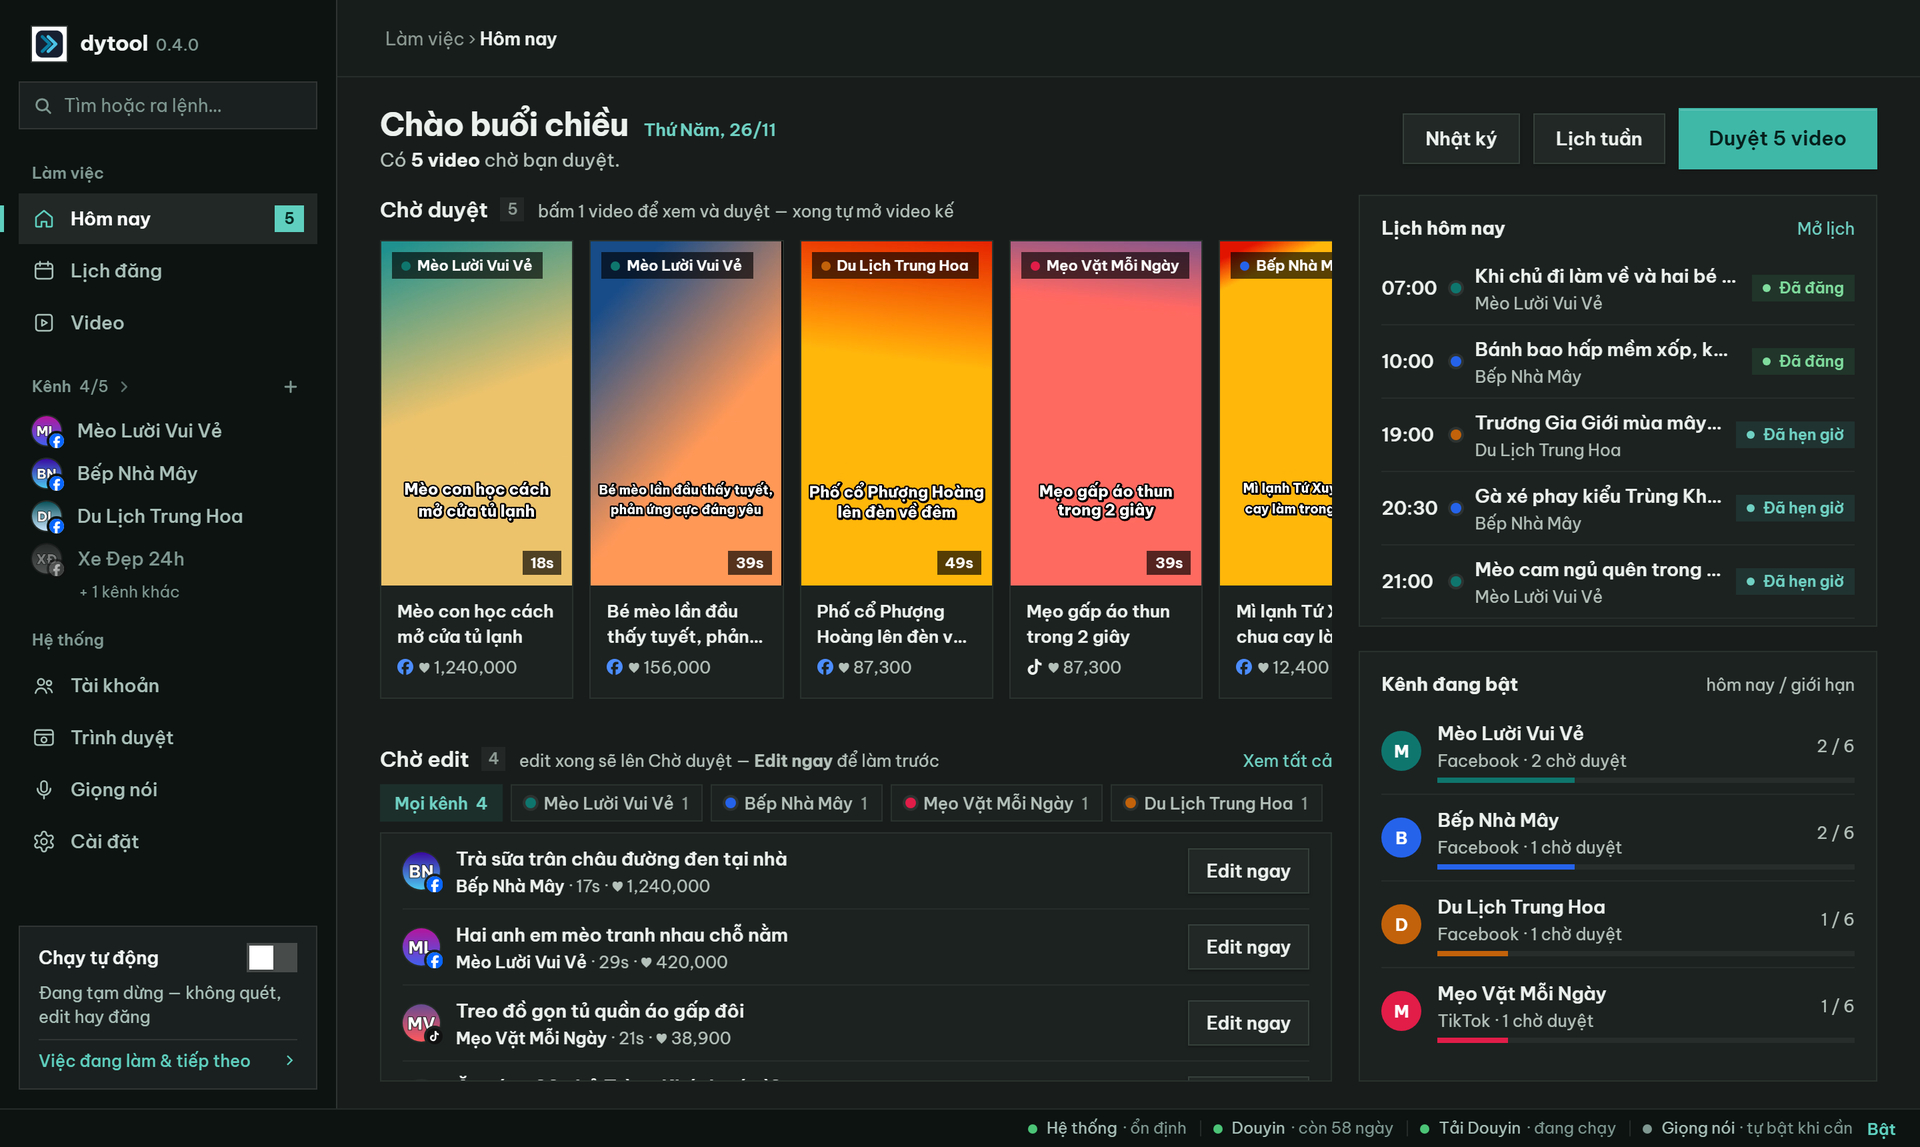 dytool 0.4.0
Tìm hoặc ra lệnh...
Làm việc
Hôm nay 5
Lịch đăng
Video
Kênh 4/5 >
ML Mèo Lười Vui Vẻ
BN Bếp Nhà Mây
DL Du Lịch Trung Hoa
XĐ Xe Đẹp 24h
+ 1 kênh khác
Hệ thống
Tài khoản
Trình duyệt
Giọng nói
Cài đặt
Chạy tự động
Đang tạm dừng — không quét,
edit hay đăng
Việc đang làm & tiếp theo >
Làm việc > Hôm nay
Chào buổi chiều Thứ Năm, 26/11
Có 5 video chờ bạn duyệt.
Nhật ký
Lịch tuần
Duyệt 5 video
Chờ duyệt 5 bấm 1 video để xem và duyệt — xong tự mở video kế
Mèo Lười Vui Vẻ
Mèo con học cách
mở cửa tủ lạnh
18s
Mèo con học cách
mở cửa tủ lạnh
1,240,000
Mèo Lười Vui Vẻ
Bé mèo lần đầu thấy tuyết,
phản ứng cực đáng yêu
39s
Bé mèo lần đầu
thấy tuyết, phản...
156,000
Du Lịch Trung Hoa
Phố cổ Phượng Hoàng
lên đèn về đêm
49s
Phố cổ Phượng
Hoàng lên đèn v...
87,300
Mẹo Vặt Mỗi Ngày
Mẹo gấp áo thun
trong 2 giây
39s
Mẹo gấp áo thun
trong 2 giây
87,300
Bếp Nhà M
Mì lạnh Tứ Xuy
cay làm trong
Mì lạnh Tứ X
chua cay là
12,400
Chờ edit 4 edit xong sẽ lên Chờ duyệt — Edit ngay để làm trước
Xem tất cả
Mọi kênh 4
Mèo Lười Vui Vẻ 1
Bếp Nhà Mây 1
Mẹo Vặt Mỗi Ngày 1
Du Lịch Trung Hoa 1
BN Trà sữa trân châu đường đen tại nhà
Bếp Nhà Mây · 17s · 1,240,000
Edit ngay
ML Hai anh em mèo tranh nhau chỗ nằm
Mèo Lười Vui Vẻ · 29s · 420,000
Edit ngay
MV Treo đồ gọn tủ quần áo gấp đôi
Mẹo Vặt Mỗi Ngày · 21s · 38,900
Edit ngay
Lịch hôm nay
Mở lịch
07:00 Khi chủ đi làm về và hai bé ...
Mèo Lười Vui Vẻ
Đã đăng
10:00 Bánh bao hấp mềm xốp, k...
Bếp Nhà Mây
Đã đăng
19:00 Trương Gia Giới mùa mây...
Du Lịch Trung Hoa
Đã hẹn giờ
20:30 Gà xé phay kiểu Trùng Kh...
Bếp Nhà Mây
Đã hẹn giờ
21:00 Mèo cam ngủ quên trong ...
Mèo Lười Vui Vẻ
Đã hẹn giờ
Kênh đang bật
hôm nay / giới hạn
M Mèo Lười Vui Vẻ
Facebook · 2 chờ duyệt
2 / 6
B Bếp Nhà Mây
Facebook · 1 chờ duyệt
2 / 6
D Du Lịch Trung Hoa
Facebook · 1 chờ duyệt
1 / 6
M Mẹo Vặt Mỗi Ngày
TikTok · 1 chờ duyệt
1 / 6
Hệ thống · ổn định
Douyin · còn 58 ngày
Tải Douyin · đang chạy
Giọng nói · tự bật khi cần Bật